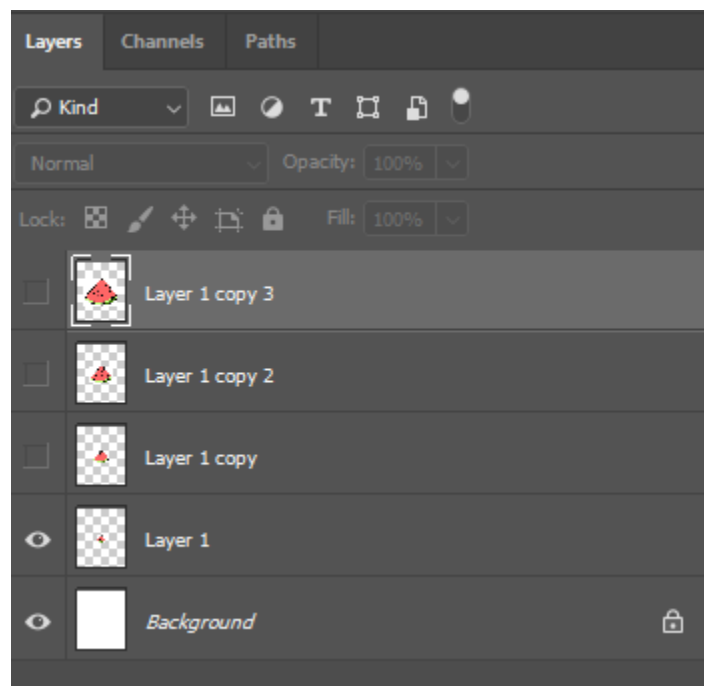 Layers Channels Paths
Kind T
Normal Opacity: 100%
Lock: Fill: 100%
Layer 1 copy 3
Layer 1 copy 2
Layer 1 copy
Layer 1
Background